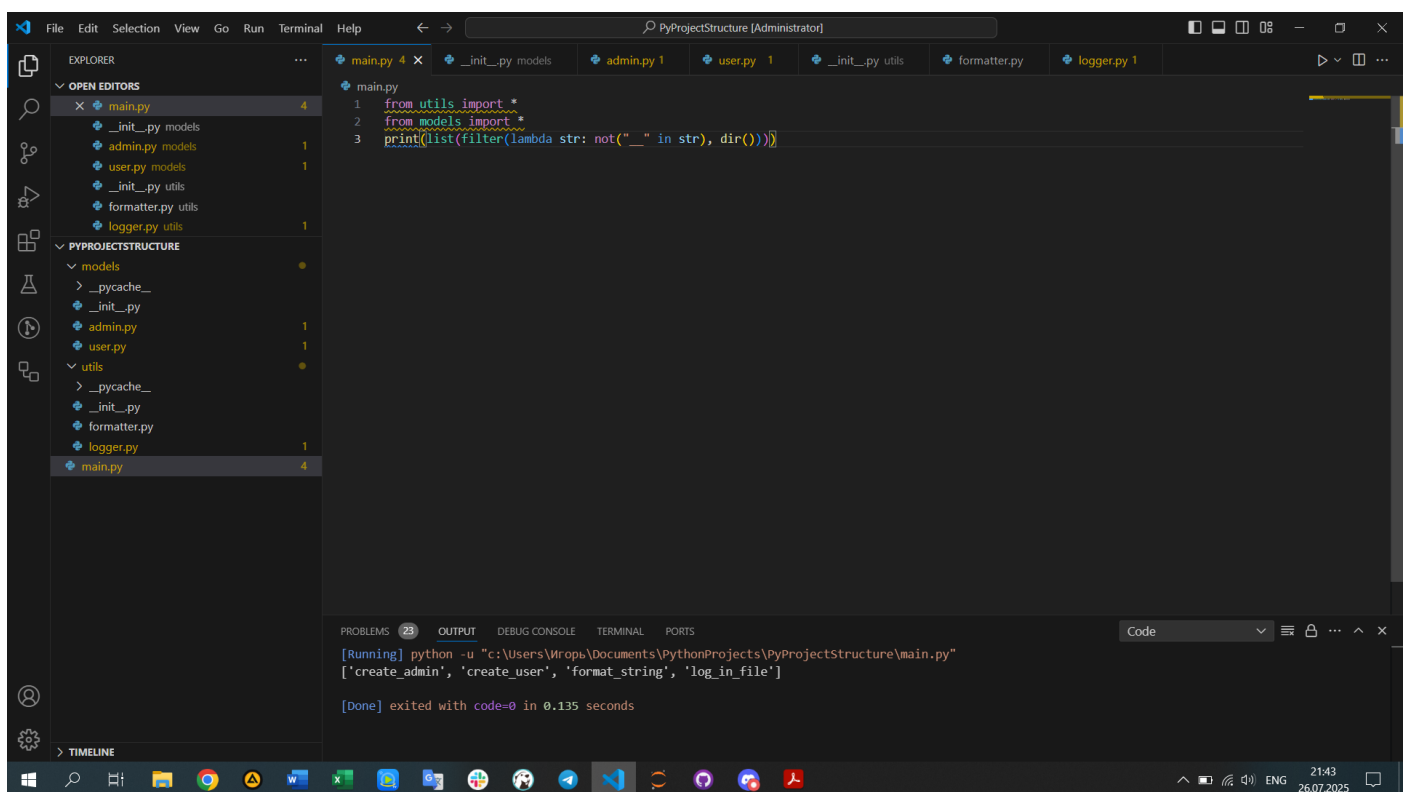 File Edit Selection View Go Run Terminal Help
PyProjectStructure [Administrator]
EXPLORER
OPEN EDITORS
main.py 4
__init__.py models
admin.py models 1
user.py models 1
__init__.py utils
formatter.py utils
logger.py utils 1
PYPROJECTSTRUCTURE
models
__pycache__
__init__.py
admin.py 1
user.py 1
utils
__pycache__
__init__.py
formatter.py
logger.py 1
main.py 4
TIMELINE
main.py 4 __init__.py models admin.py 1 user.py 1 __init__.py utils formatter.py logger.py 1
main.py
1 from utils import *
2 from models import *
3 print(list(filter(lambda str: not("__" in str), dir())))
PROBLEMS 23 OUTPUT DEBUG CONSOLE TERMINAL PORTS
Code
[Running] python -u "c:\Users\Игорь\Documents\PythonProjects\PyProjectStructure\main.py"
['create_admin', 'create_user', 'format_string', 'log_in_file']
[Done] exited with code=0 in 0.135 seconds
ENG
21:43
26.07.2025